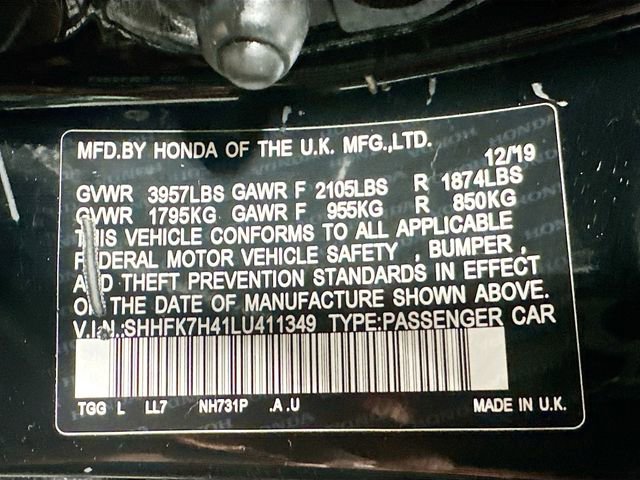 MFD.BY HONDA OF THE U.K. MFG.,LTD.
12/19
GVWR 3957LBS GAWR F 2105LBS R 1874LBS
GVWR 1795KG GAWR F 955KG R 850KG
THIS VEHICLE CONFORMS TO ALL APPLICABLE
FEDERAL MOTOR VEHICLE SAFETY , BUMPER ,
AND THEFT PREVENTION STANDARDS IN EFFECT
ON THE DATE OF MANUFACTURE SHOWN ABOVE.
V.I.N.:SHHFK7H41LU411349 TYPE:PASSENGER CAR
TGG L LL7 NH731P .A .U MADE IN U.K.